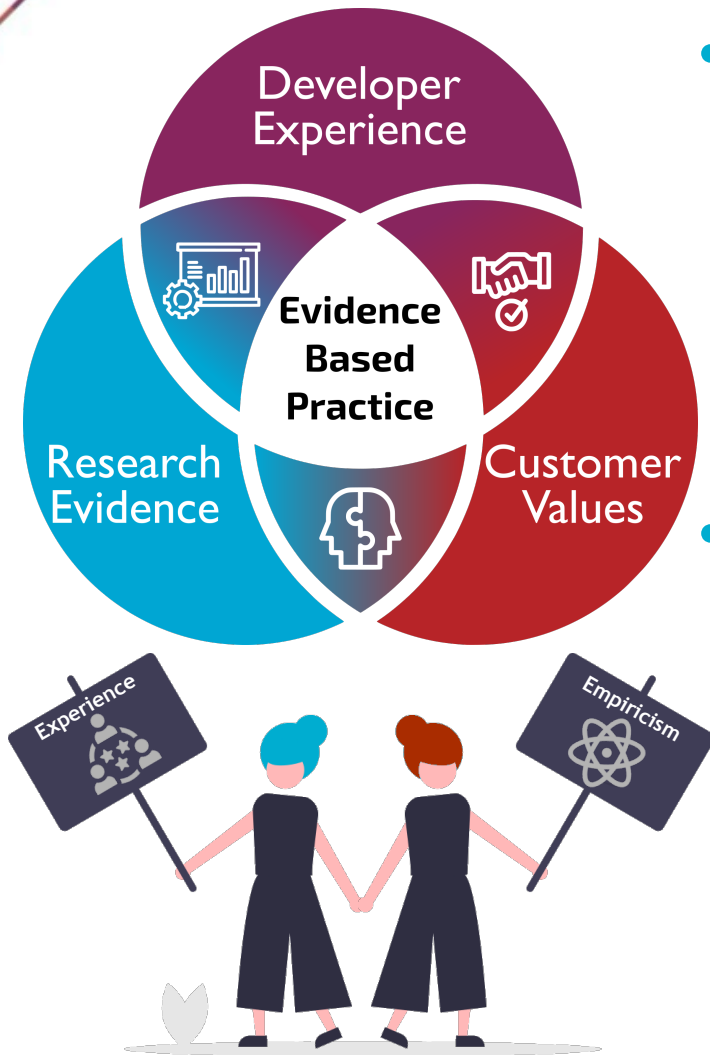 Developer
Experience
Evidence
Based
Practice
Research
Evidence
Customer
Values
Experience
Empiricism